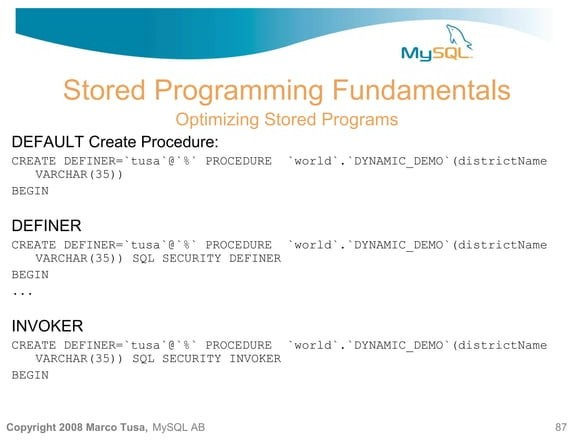 MySQL
Stored Programming Fundamentals
Optimizing Stored Programs
DEFAULT Create Procedure:
CREATE DEFINER=`tusa`@`%` PROCEDURE  `world`.`DYNAMIC_DEMO`(districtName
VARCHAR(35))
BEGIN
DEFINER
CREATE DEFINER=`tusa`@`%` PROCEDURE  `world`.`DYNAMIC_DEMO`(districtName
VARCHAR(35)) SQL SECURITY DEFINER
BEGIN
...
INVOKER
CREATE DEFINER=`tusa`@`%` PROCEDURE  `world`.`DYNAMIC_DEMO`(districtName
VARCHAR(35)) SQL SECURITY INVOKER
BEGIN
Copyright 2008 Marco Tusa, MySQL AB 87